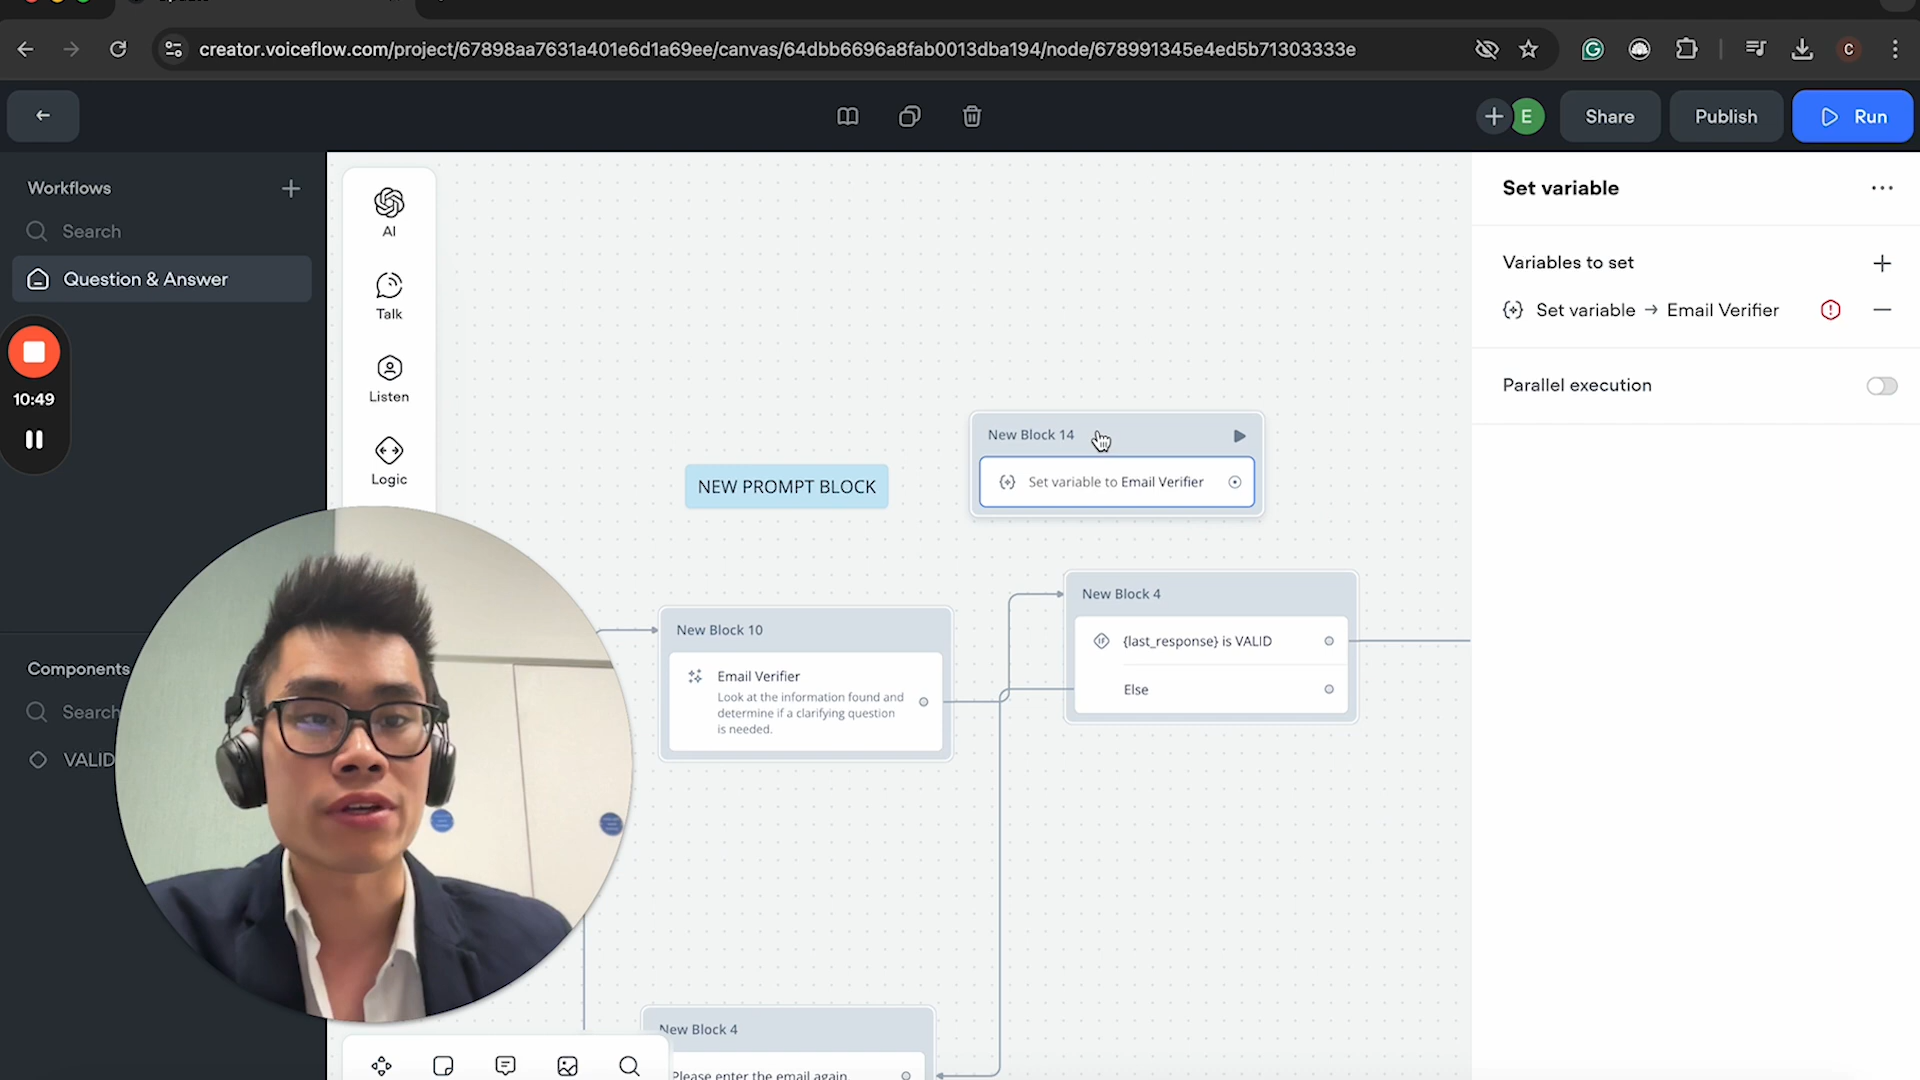 creator.voiceflow.com/project/67898aa7631a401e6d1a69ee/canvas/64dbb6696a8fab0013dba194/node/678991345e4ed5b71303333e
C
E
Share
Publish
Run
Workflows
Search
Question & Answer
10:49
Components
Search
VALID
AI
Talk
Listen
Logic
NEW PROMPT BLOCK
New Block 14
Set variable to Email Verifier
New Block 10
Email Verifier
Look at the information found and
determine if a clarifying question
is needed.
New Block 4
IF
{last_response} is VALID
Else
New Block 4
Please enter the email again.
Set variable
Variables to set
Set variable → Email Verifier
Parallel execution